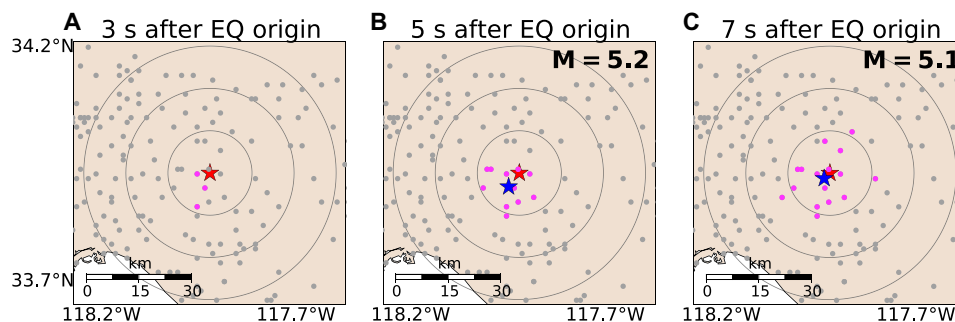 A
3 s after EQ origin
34.2°N
33.7°N
km
0 15 30
118.2°W 117.7°W
B
5 s after EQ origin
M = 5.2
km
0 15 30
118.2°W 117.7°W
C
7 s after EQ origin
M = 5.1
km
0 15 30
118.2°W 117.7°W